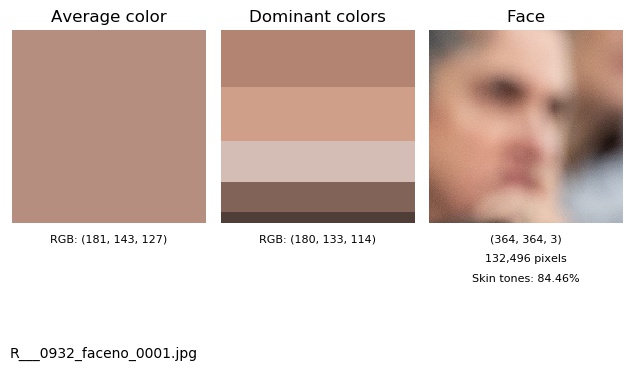 Average color
Dominant colors
Face
RGB: (181, 143, 127)
RGB: (180, 133, 114)
(364, 364, 3)
132,496 pixels
Skin tones: 84.46%
R___0932_faceno_0001.jpg